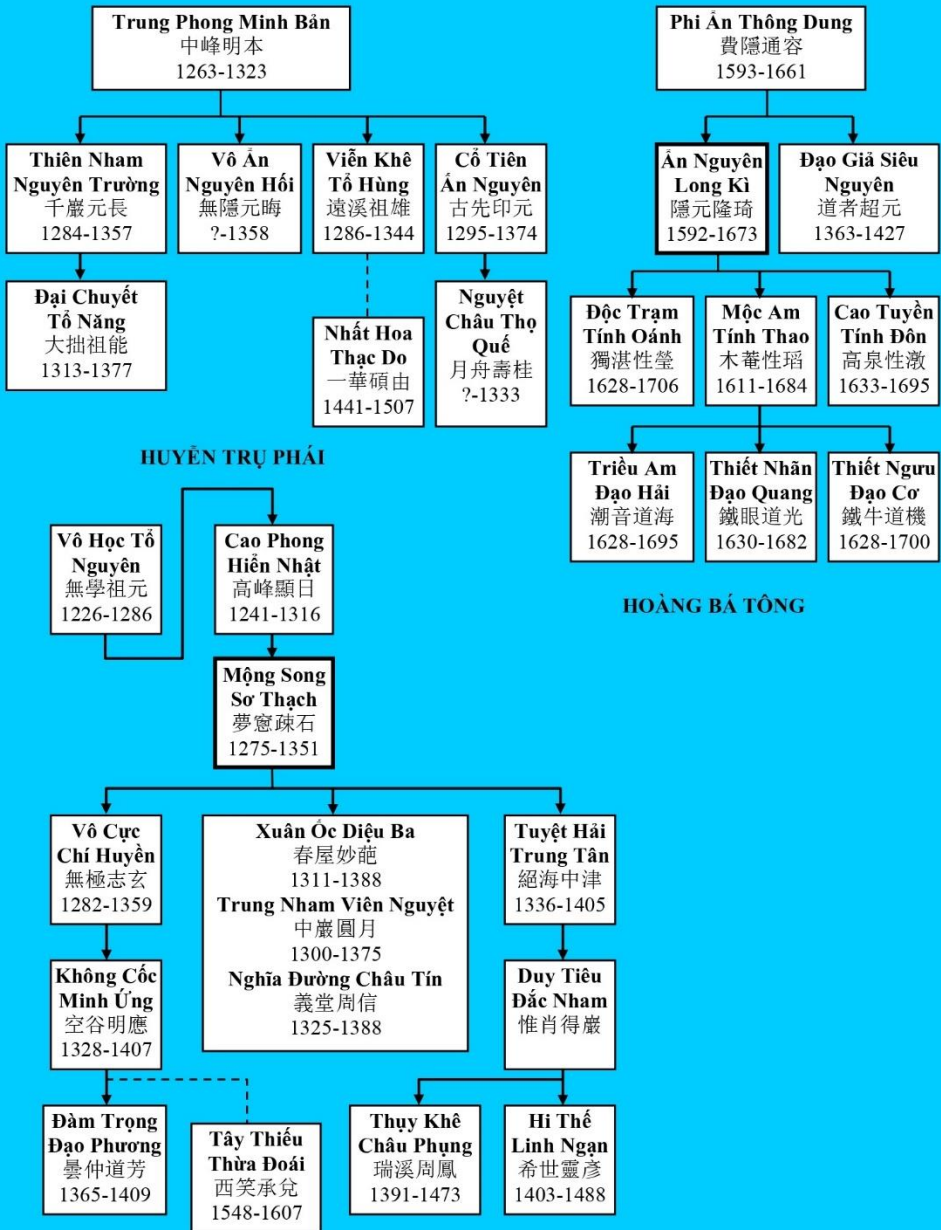 Trung Phong Minh Bản
中峰明本
1263-1323
Thiên Nham
Nguyên Trường
千巖元長
1284-1357
Vô Ẩn
Nguyên Hối
無隱元晦
?-1358
Viễn Khê
Tổ Hùng
遠溪祖雄
1286-1344
Cổ Tiên
Ấn Nguyên
古先印元
1295-1374
Đại Chuyết
Tổ Năng
大拙祖能
1313-1377
Nhất Hoa
Thạc Do
一華碩由
1441-1507
Nguyệt
Châu Thọ
Quế
月舟壽桂
?-1333
HUYỄN TRỤ PHÁI
Phi Ẩn Thông Dung
費隱通容
1593-1661
Ẩn Nguyên
Long Kì
隱元隆琦
1592-1673
Đạo Giả Siêu
Nguyên
道者超元
1363-1427
Độc Trạm
Tính Oánh
獨湛性瑩
1628-1706
Mộc Am
Tính Thao
木菴性瑫
1611-1684
Cao Tuyền
Tính Đôn
高泉性潡
1633-1695
Triều Am
Đạo Hải
潮音道海
1628-1695
Thiết Nhãn
Đạo Quang
鐵眼道光
1630-1682
Thiết Ngưu
Đạo Cơ
鐵牛道機
1628-1700
HOÀNG BÁ TÔNG
Vô Học Tổ
Nguyên
無學祖元
1226-1286
Cao Phong
Hiển Nhật
高峰顯日
1241-1316
Mộng Song
Sơ Thạch
夢窻疎石
1275-1351
Vô Cực
Chí Huyền
無極志玄
1282-1359
Xuân Ốc Diệu Ba
春屋妙葩
1311-1388
Trung Nham Viên Nguyệt
中巖圓月
1300-1375
Nghĩa Đường Châu Tín
義堂周信
1325-1388
Tuyệt Hải
Trung Tân
絕海中津
1336-1405
Không Cốc
Minh Ứng
空谷明應
1328-1407
Duy Tiêu
Đắc Nham
惟肖得巖
Đàm Trọng
Đạo Phương
曇仲道芳
1365-1409
Tây Thiếu
Thừa Đoái
西笑承兌
1548-1607
Thụy Khê
Châu Phụng
瑞溪周鳳
1391-1473
Hi Thế
Linh Ngạn
希世靈彥
1403-1488